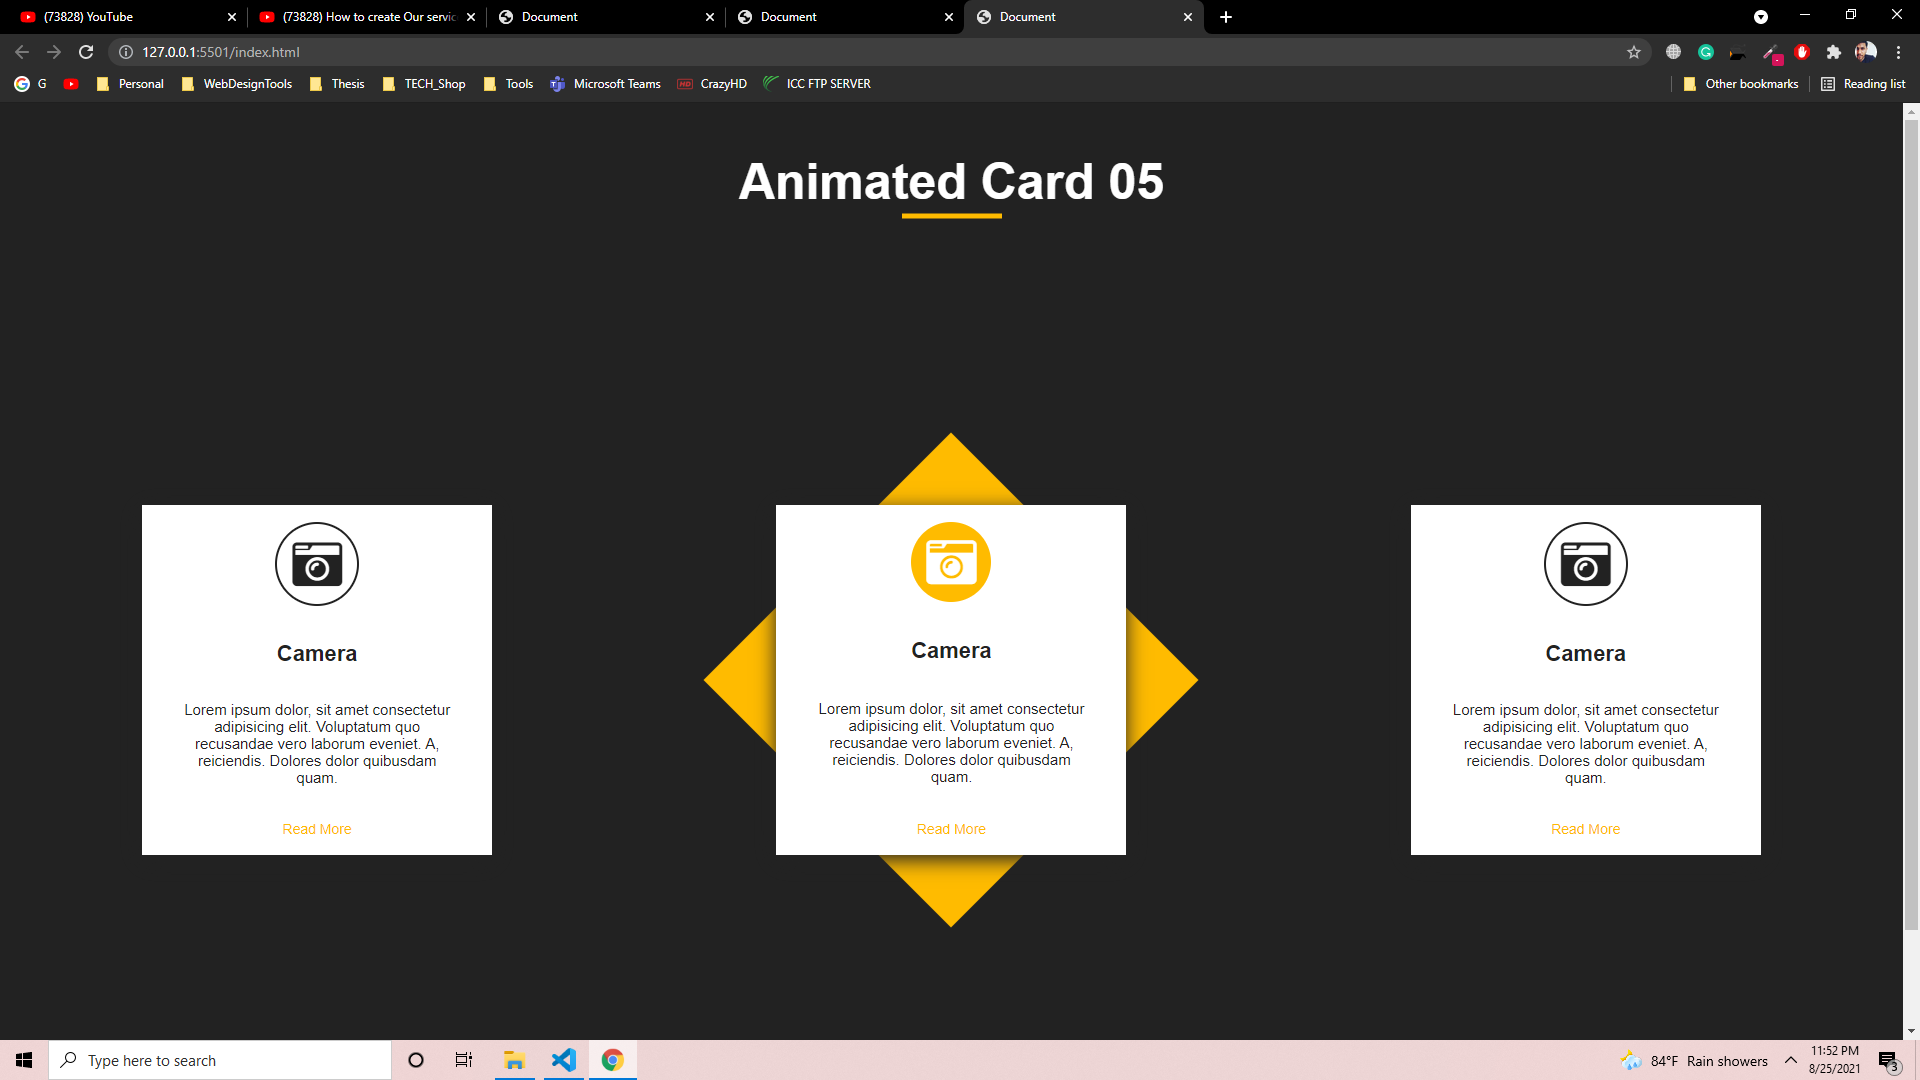 (73828) YouTube
(73828) How to create Our servic
Document
Document
Document
127.0.0.1:5501/index.html
G
Personal
WebDesignTools
Thesis
TECH_Shop
Tools
Microsoft Teams
HD
CrazyHD
ICC FTP SERVER
Other bookmarks
Reading list
Animated Card 05
Camera
Lorem ipsum dolor, sit amet consectetur
adipisicing elit. Voluptatum quo
recusandae vero laborum eveniet. A,
reiciendis. Dolores dolor quibusdam
quam.
Read More
Camera
Lorem ipsum dolor, sit amet consectetur
adipisicing elit. Voluptatum quo
recusandae vero laborum eveniet. A,
reiciendis. Dolores dolor quibusdam
quam.
Read More
Camera
Lorem ipsum dolor, sit amet consectetur
adipisicing elit. Voluptatum quo
recusandae vero laborum eveniet. A,
reiciendis. Dolores dolor quibusdam
quam.
Read More
Type here to search
84°F Rain showers
11:52 PM
8/25/2021
3